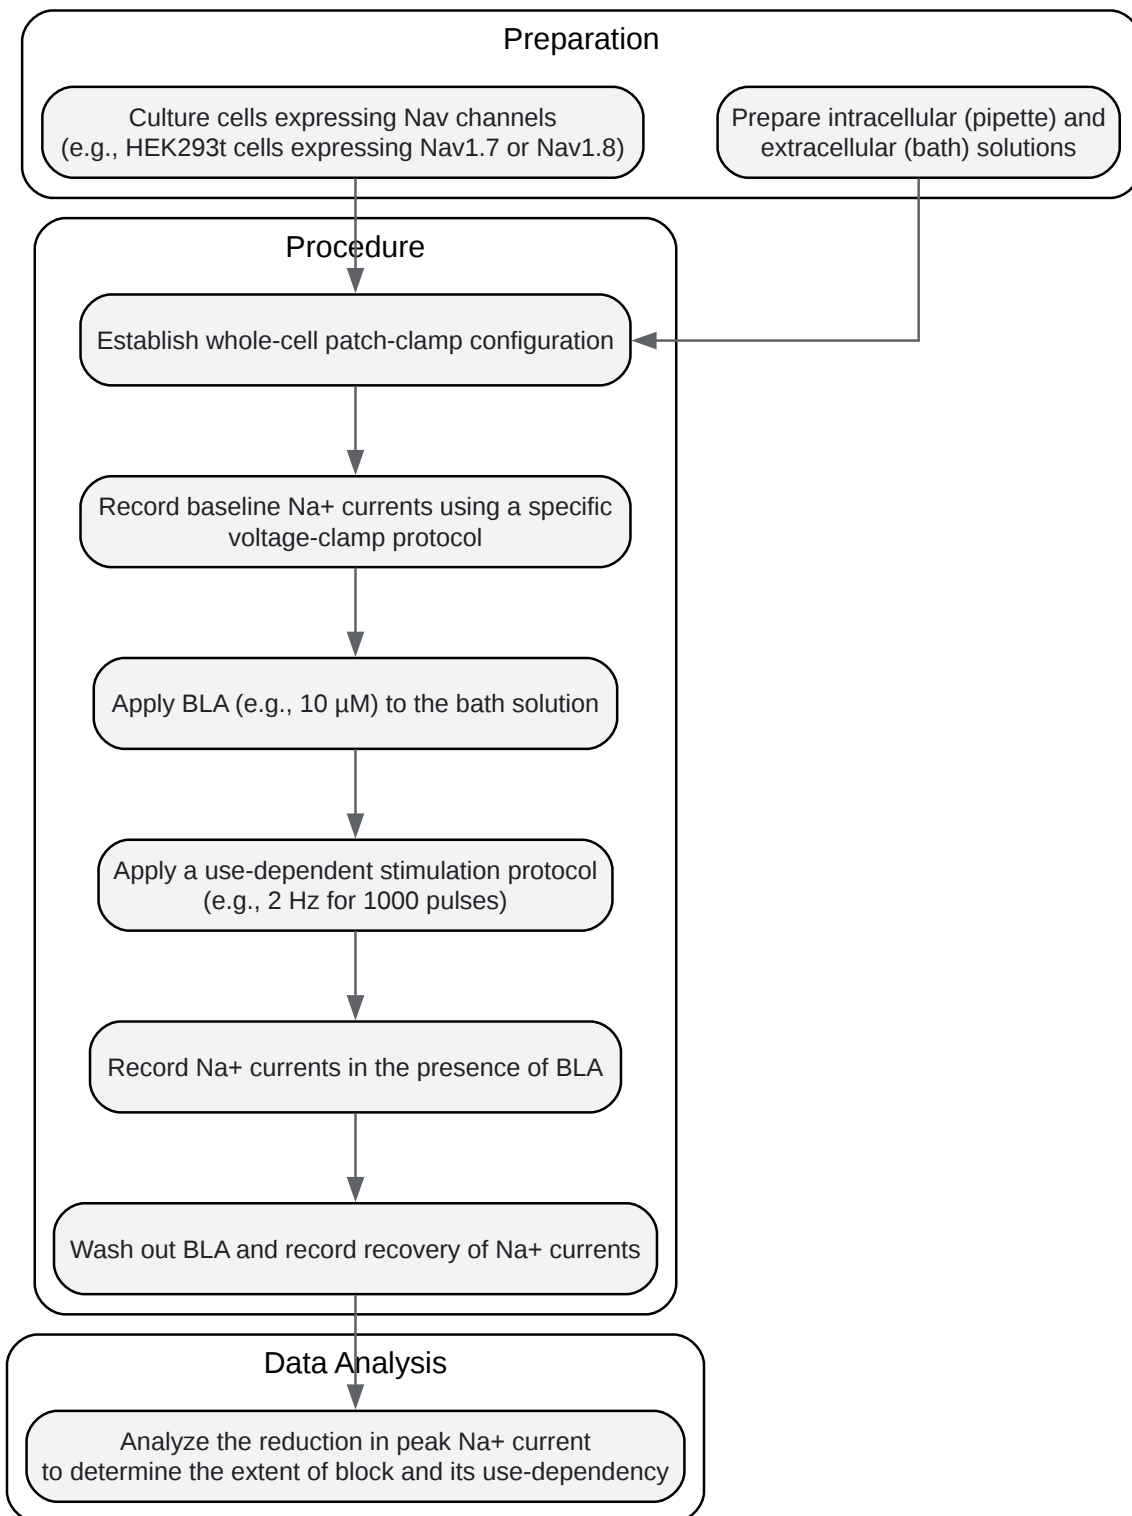 Preparation
Culture cells expressing Nav channels
(e.g., HEK293t cells expressing Nav1.7 or Nav1.8)
Prepare intracellular (pipette) and
extracellular (bath) solutions
Procedure
Establish whole-cell patch-clamp configuration
Record baseline Na+ currents using a specific
voltage-clamp protocol
Apply BLA (e.g., 10 µM) to the bath solution
Apply a use-dependent stimulation protocol
(e.g., 2 Hz for 1000 pulses)
Record Na+ currents in the presence of BLA
Wash out BLA and record recovery of Na+ currents
Data Analysis
Analyze the reduction in peak Na+ current
to determine the extent of block and its use-dependency